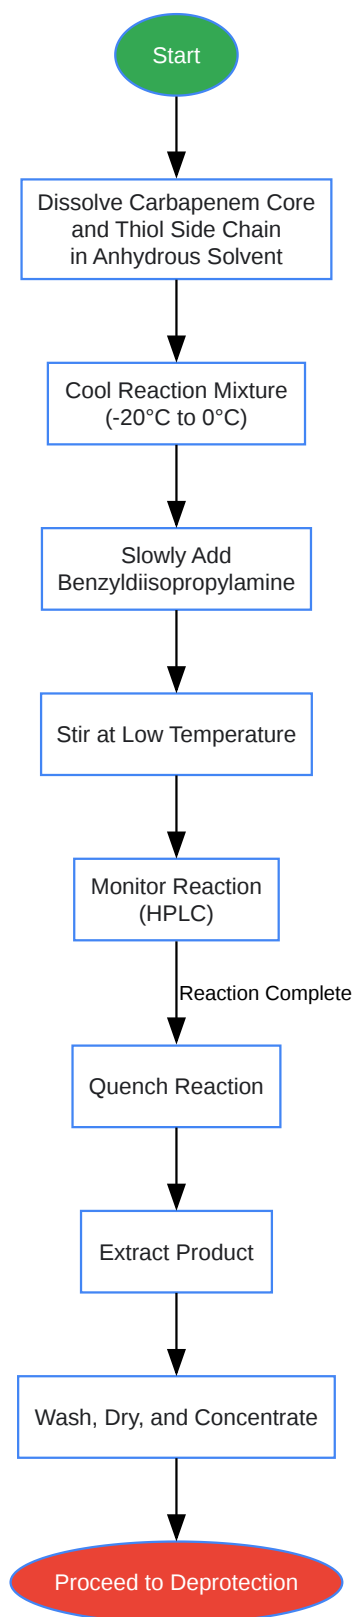 Start
Dissolve Carbapenem Core
and Thiol Side Chain
in Anhydrous Solvent
Cool Reaction Mixture
(-20°C to 0°C)
Slowly Add
Benzyldiisopropylamine
Stir at Low Temperature
Monitor Reaction
(HPLC)
Reaction Complete
Quench Reaction
Extract Product
Wash, Dry, and Concentrate
Proceed to Deprotection